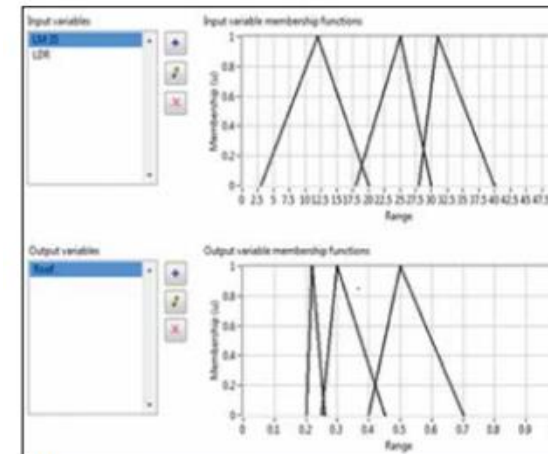 Input variables
LM 35
LDR
Input variable membership functions
Membership (u)
1
0.8
0.6
0.4
0.2
0
0 2.5 5 7.5 10 12.5 15 17.5 20 22.5 25 27.5 30 32.5 35 37.5 40 42.5 45 47.5
Range
Output variables
Output variable membership functions
Membership (u)
1
0.8
0.6
0.4
0.2
0
0 0.1 0.2 0.3 0.4 0.5 0.6 0.7 0.8 0.9
Range